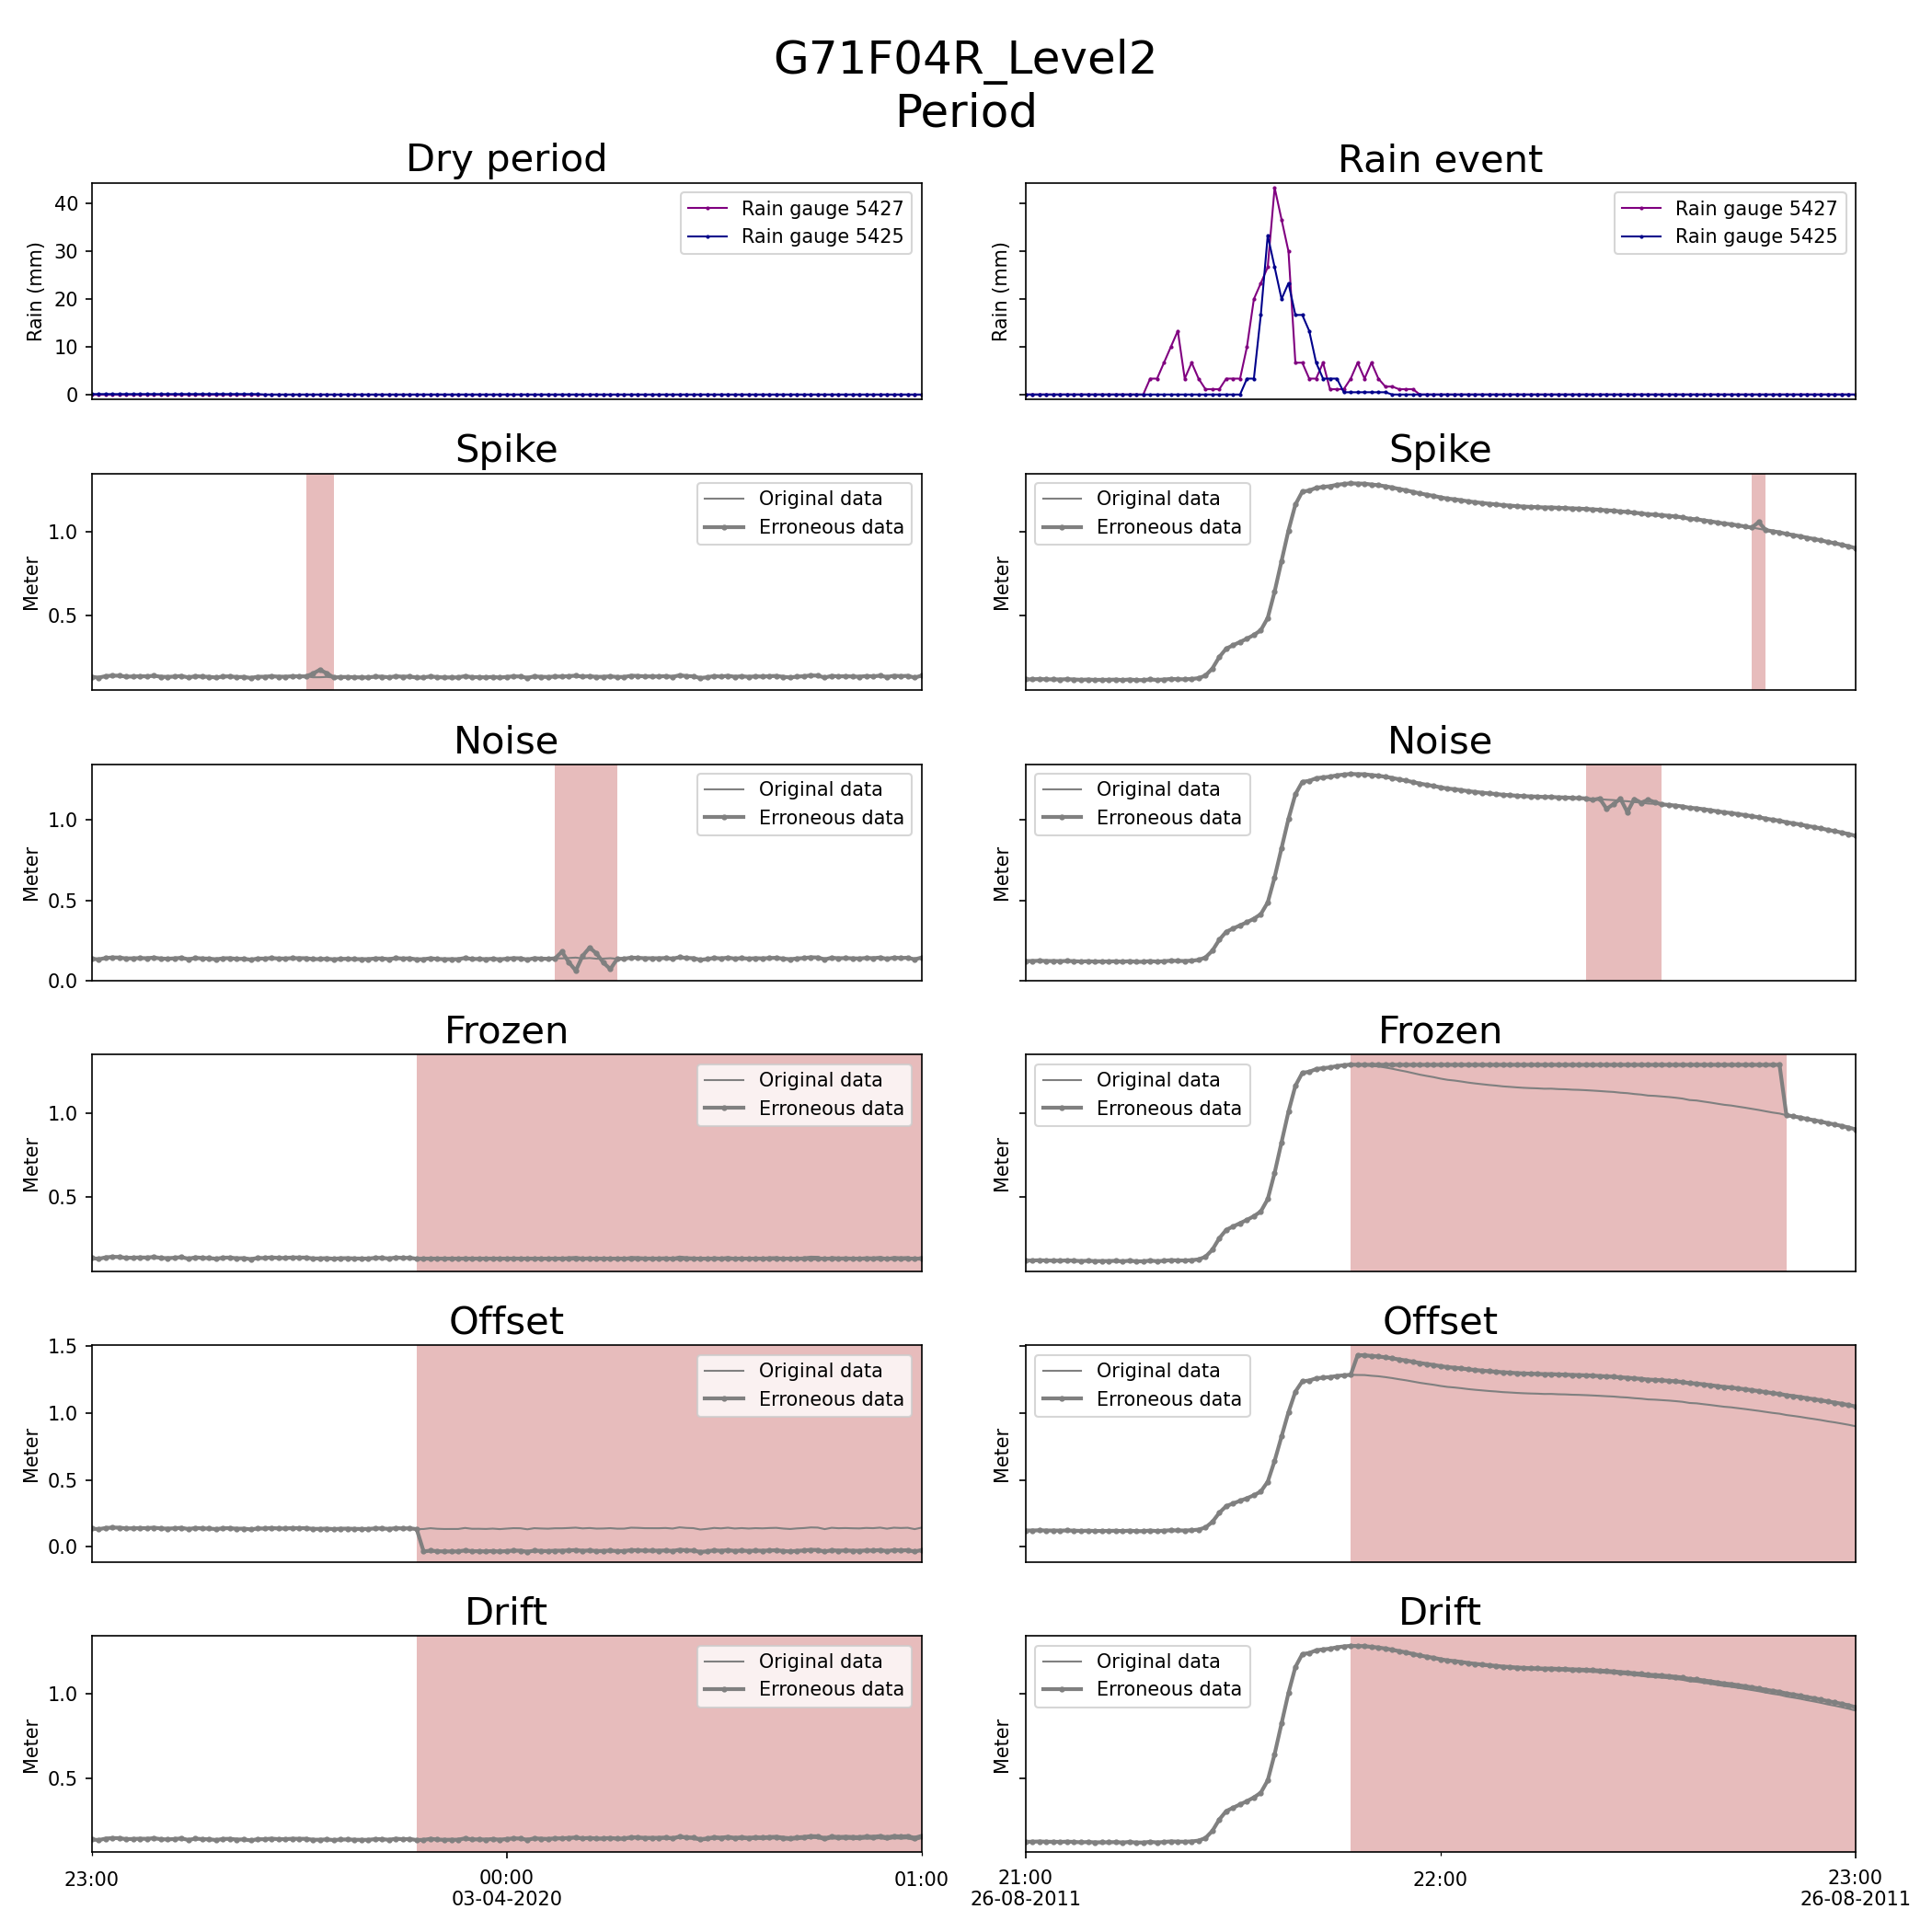 G71F04R_Level2
Period
Dry period
Rain (mm)
40
30
20
10
0
Rain gauge 5427
Rain gauge 5425
Rain event
Rain (mm)
Rain gauge 5427
Rain gauge 5425
Spike
Meter
1.0
0.5
Original data
Erroneous data
Spike
Meter
Original data
Erroneous data
Noise
Meter
1.0
0.5
0.0
Original data
Erroneous data
Noise
Meter
Original data
Erroneous data
Frozen
Meter
1.0
0.5
Original data
Erroneous data
Frozen
Meter
Original data
Erroneous data
Offset
Meter
1.5
1.0
0.5
0.0
Original data
Erroneous data
Offset
Meter
Original data
Erroneous data
Drift
Meter
1.0
0.5
Original data
Erroneous data
23:00
00:00
03-04-2020
01:00
Drift
Meter
Original data
Erroneous data
21:00
26-08-2011
22:00
23:00
26-08-2011